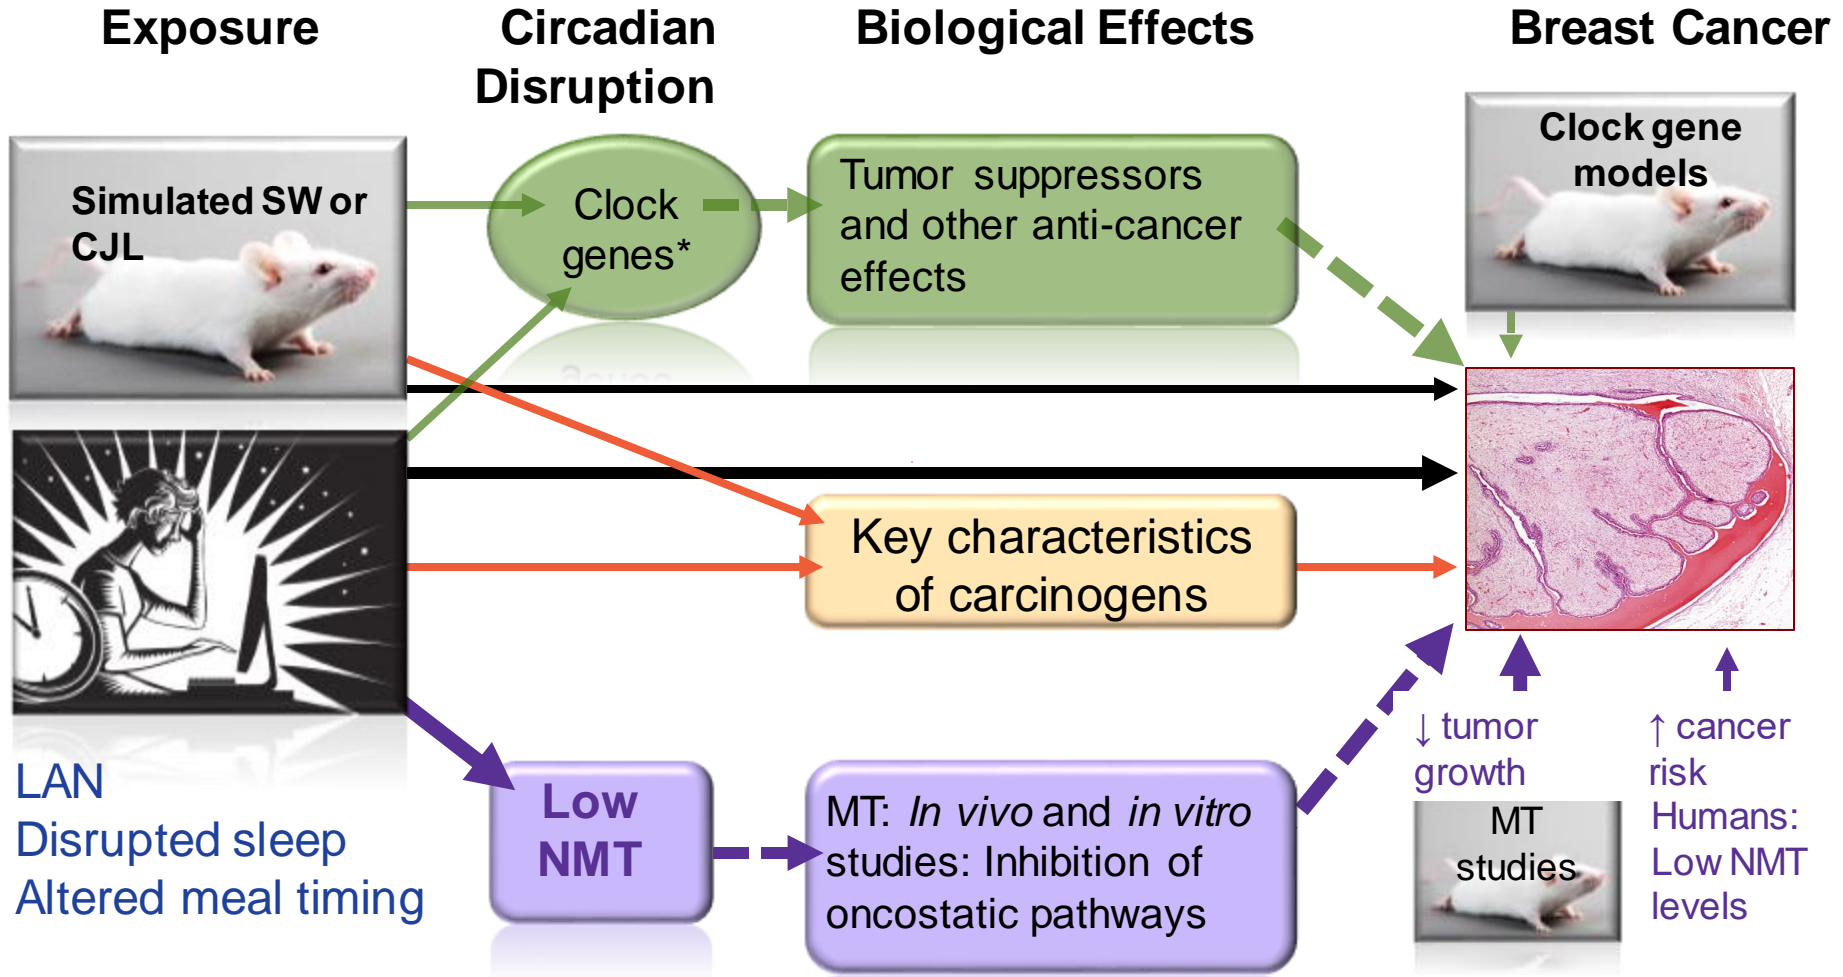 Exposure
Circadian
Disruption
Biological Effects
Breast Cancer
Simulated SW or
CJL
Clock
genes*
Tumor suppressors
and other anti-cancer
effects
Clock gene
models
Key characteristics
of carcinogens
LAN
Disrupted sleep
Altered meal timing
Low
NMT
MT: In vivo and in vitro
studies: Inhibition of
oncostatic pathways
↓ tumor
growth
MT
studies
↑ cancer
risk
Humans:
Low NMT
levels